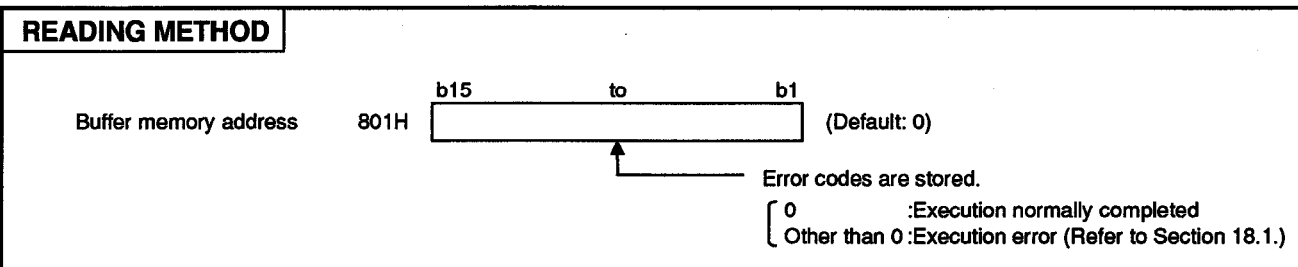 READING METHOD
b15 to b1
Buffer memory address 801H (Default: 0)
Error codes are stored.
0 :Execution normally completed
Other than 0 :Execution error (Refer to Section 18.1.)